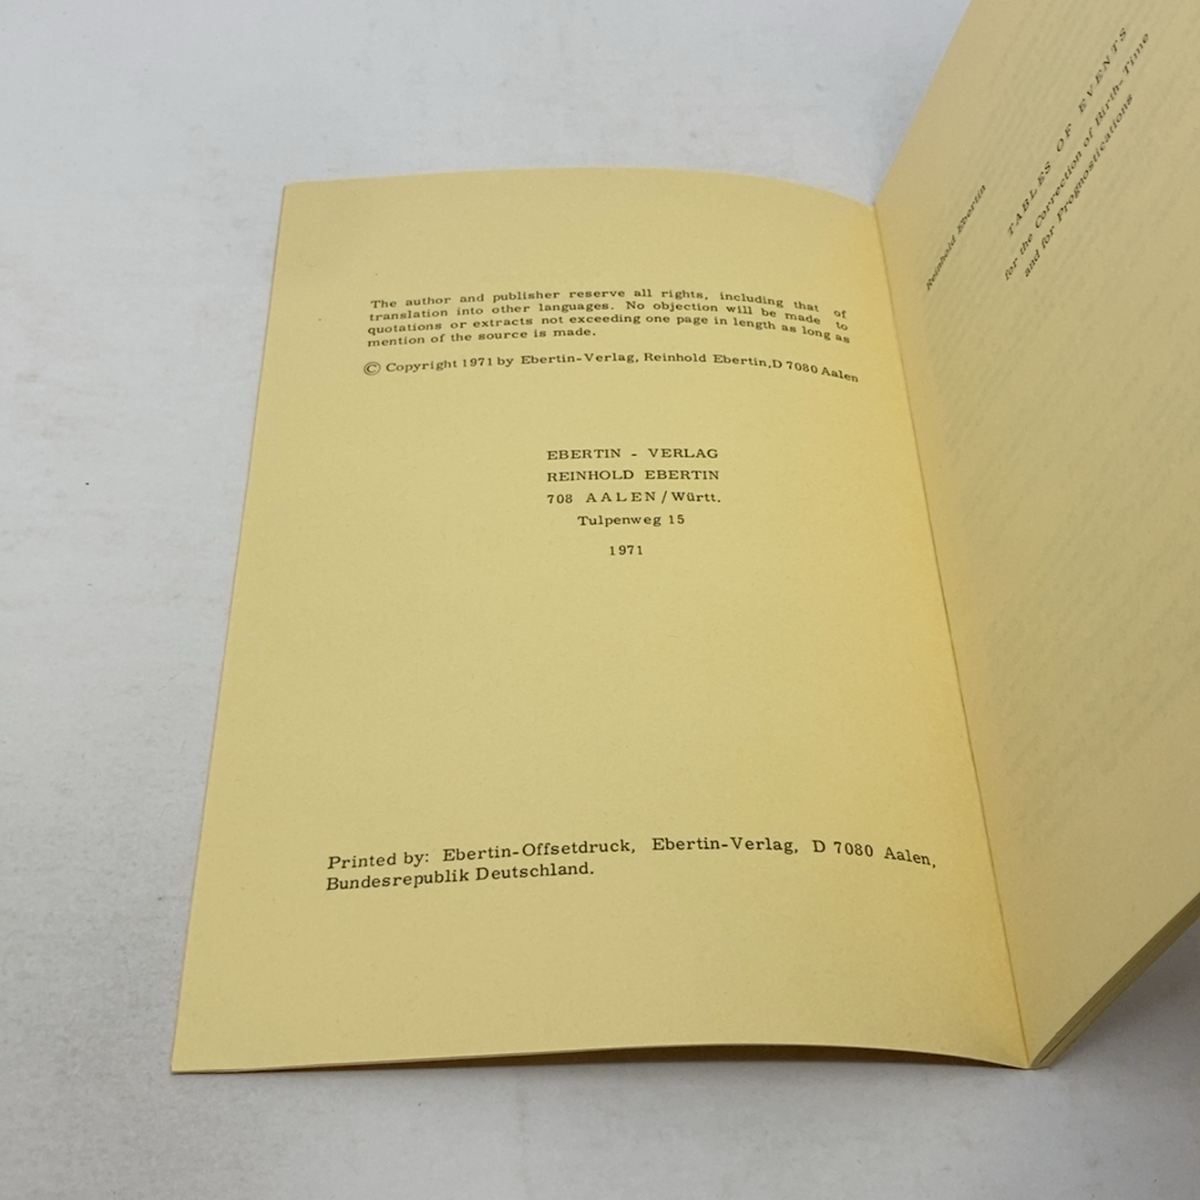 The author and publisher reserve all rights, including that of
translation into other languages. No objection will be made to
quotations or extracts not exceeding one page in length as long as
mention of the source is made.
© Copyright 1971 by Ebertin-Verlag, Reinhold Ebertin, D 7080 Aalen
EBERTIN - VERLAG
REINHOLD EBERTIN
708 AALEN/Württ.
Tulpenweg 15
1971
Printed by: Ebertin-Offsetdruck, Ebertin-Verlag, D 7080 Aalen,
Bundesrepublik Deutschland.
Reinhold Ebertin
TABLES OF EVENTS
for the Correction of Birth-Time
and for Prognostications